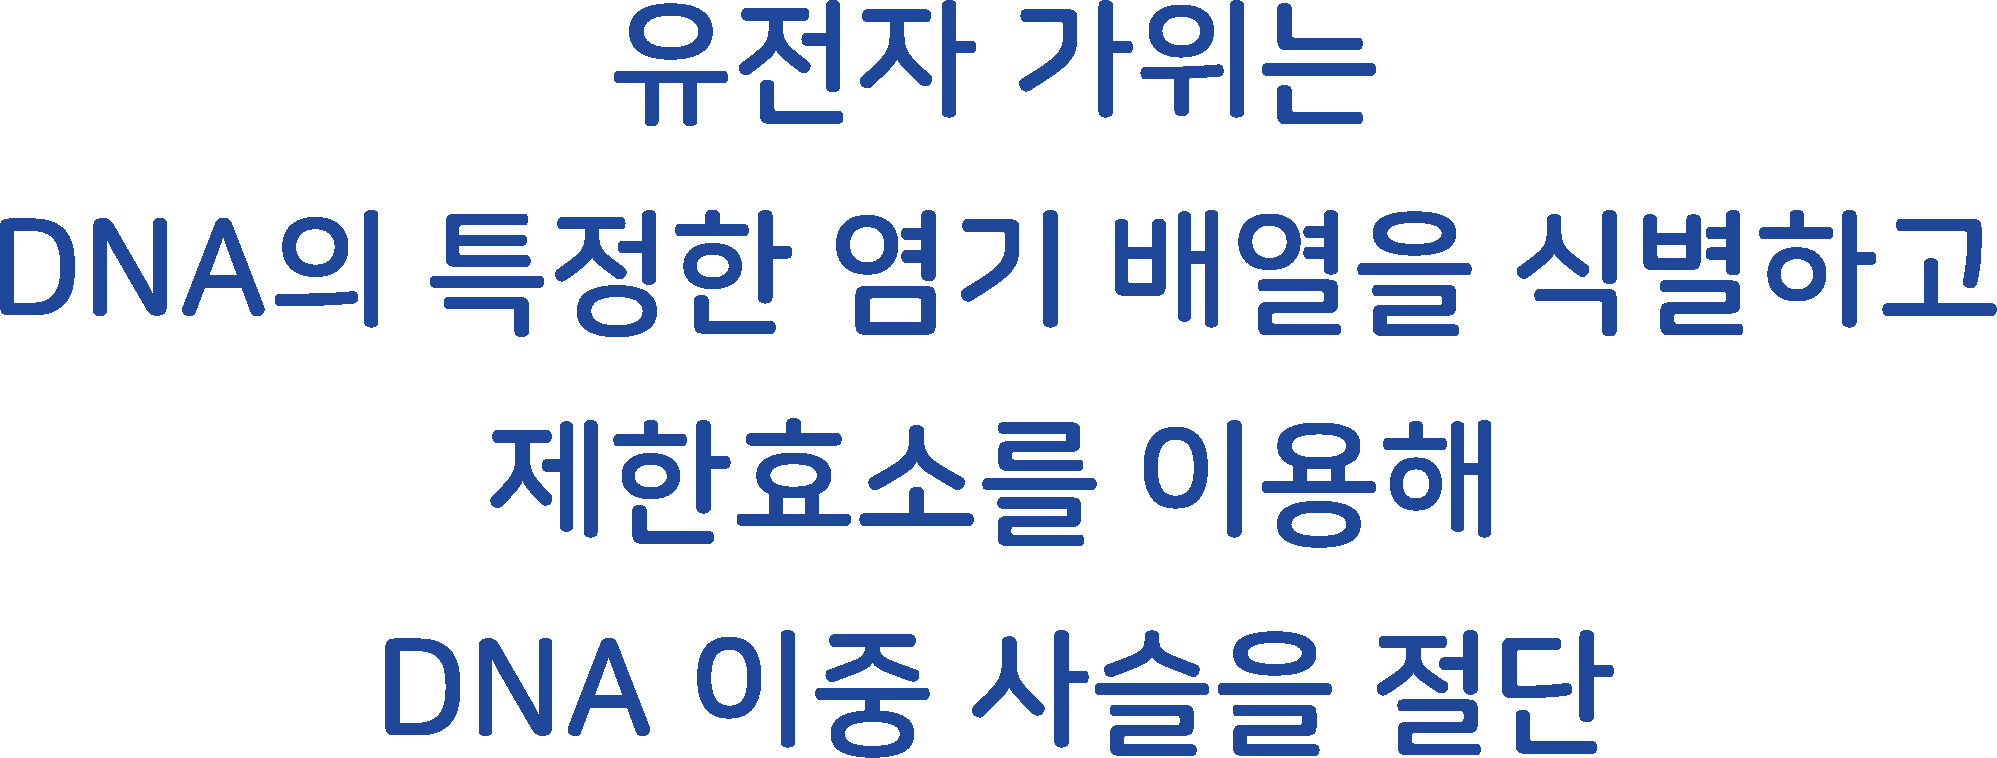 유전자 가위는
DNA의 특정한 염기 배열을 식별하고
제한효소를 이용해
DNA 이중 사슬을 절단